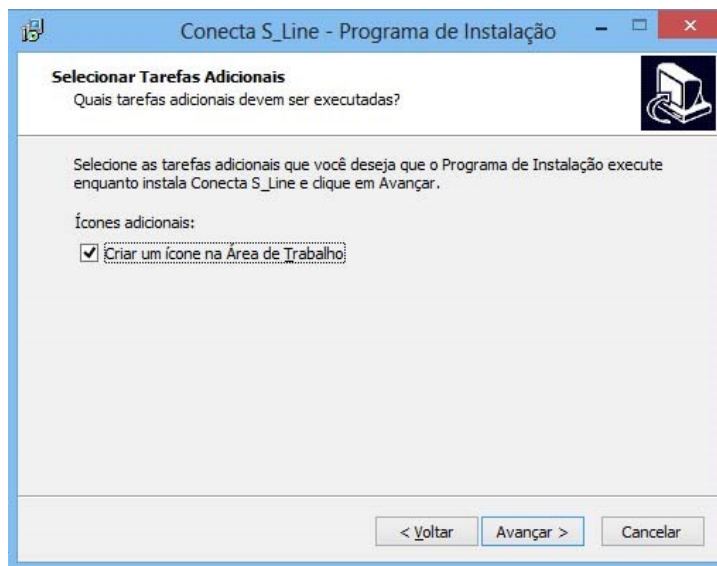 Conecta S_Line - Programa de Instalação
Selecionar Tarefas Adicionais
Quais tarefas adicionais devem ser executadas?
Selecione as tarefas adicionais que você deseja que o Programa de Instalação execute
enquanto instala Conecta S_Line e clique em Avançar.
Ícones adicionais:
Criar um ícone na Área de Trabalho
< Voltar
Avançar >
Cancelar